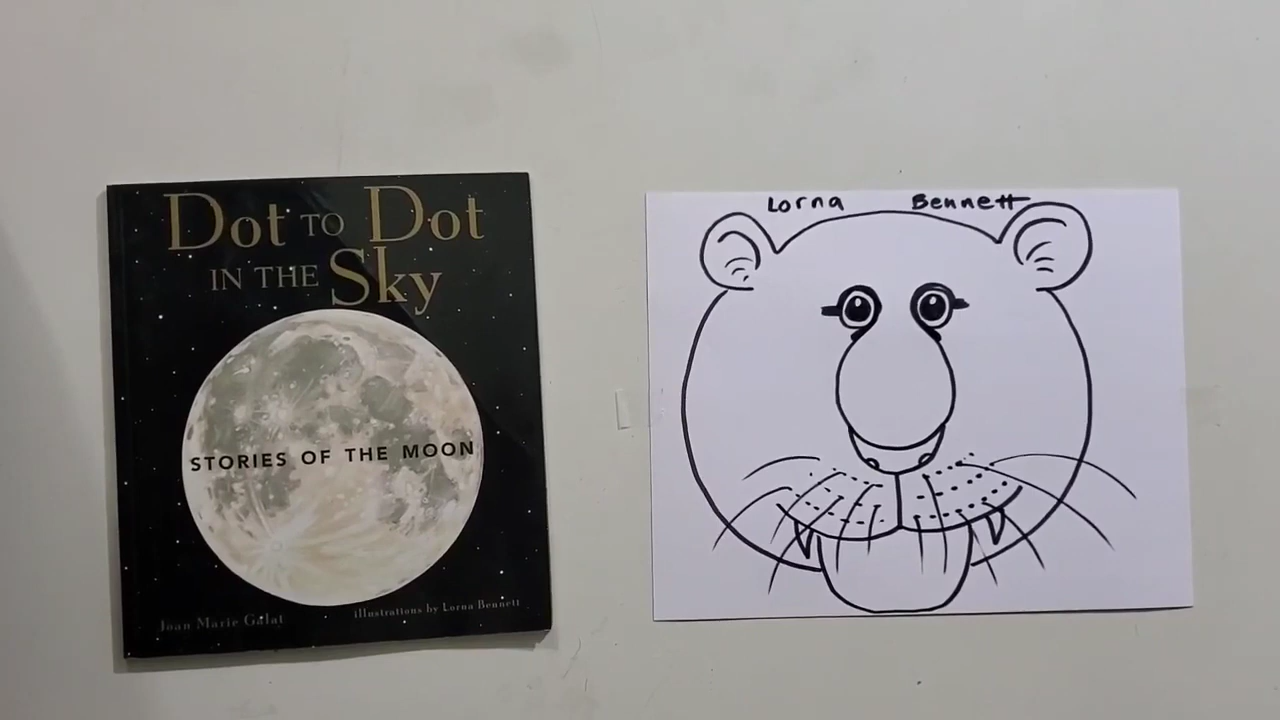 Dot to Dot
in the Sky
STORIES OF THE MOON
Joan Marie Galat
illustrations by Lorna Bennett
Lorna Bennett